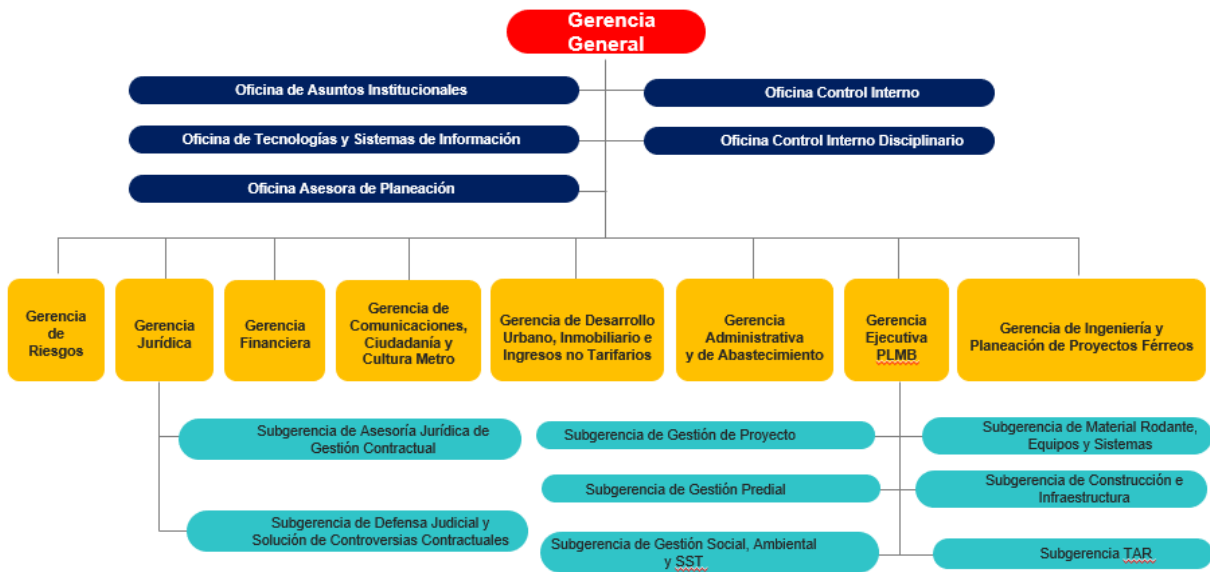 Gerencia
General
Oficina de Asuntos Institucionales
Oficina Control Interno
Oficina de Tecnologías y Sistemas de Información
Oficina Control Interno Disciplinario
Oficina Asesora de Planeación
Gerencia
de
Riesgos
Gerencia
Jurídica
Gerencia
Financiera
Gerencia de
Comunicaciones,
Ciudadanía y
Cultura Metro
Gerencia de Desarrollo
Urbano, Inmobiliario e
Ingresos no Tarifarios
Gerencia
Administrativa
y de Abastecimiento
Gerencia
Ejecutiva
PLMB
Gerencia de Ingeniería y
Planeación de Proyectos Férreos
Subgerencia de Asesoría Jurídica de
Gestión Contractual
Subgerencia de Defensa Judicial y
Solución de Controversias Contractuales
Subgerencia de Gestión de Proyecto
Subgerencia de Gestión Predial
Subgerencia de Gestión Social, Ambiental
y SST
Subgerencia de Material Rodante,
Equipos y Sistemas
Subgerencia de Construcción e
Infraestructura
Subgerencia TAR